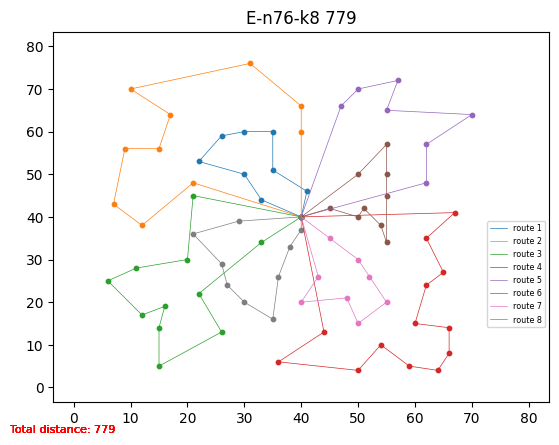 E-n76-k8 779
80
70
60
50
40
30
20
10
0
route 1
route 2
route 3
route 4
route 5
route 6
route 7
route 8
0 10 20 30 40 50 60 70 80
Total distance: 779